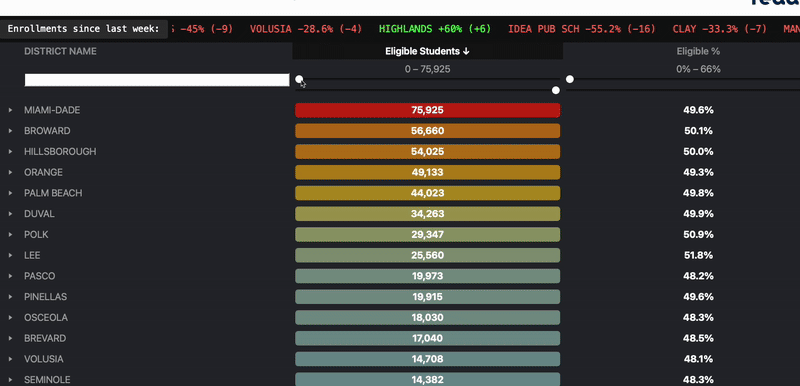 Enrollments since last week: -45% (-9) VOLUSIA -28.6% (-4) HIGHLANDS +60% (+6) IDEA PUB SCH -55.2% (-16) CLAY -33.3% (-7) MAN
DISTRICT NAME Eligible Students ↓ Eligible %
0 – 75,925 0% – 66%
MIAMI-DADE 75,925 49.6%
BROWARD 56,660 50.1%
HILLSBOROUGH 54,025 50.0%
ORANGE 49,133 49.3%
PALM BEACH 44,023 49.8%
DUVAL 34,263 49.9%
POLK 29,347 50.9%
LEE 25,560 51.8%
PASCO 19,973 48.2%
PINELLAS 19,915 49.6%
OSCEOLA 18,030 48.3%
BREVARD 17,040 48.5%
VOLUSIA 14,708 48.1%
SEMINOLE 14,382 48.3%